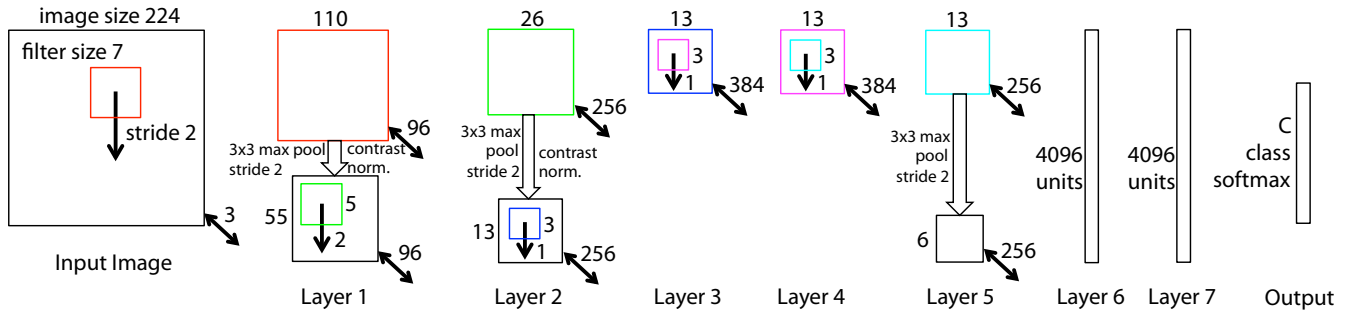 image size 224
filter size 7
stride 2
3
Input Image
110
96
3x3 max pool
stride 2
contrast
norm.
55
5
2
96
Layer 1
26
256
3x3 max
pool
stride 2
contrast
norm.
13
3
1
256
Layer 2
13
3
1
384
Layer 3
13
3
1
384
Layer 4
13
256
3x3 max
pool
stride 2
6
256
Layer 5
4096
units
Layer 6
4096
units
Layer 7
C
class
softmax
Output